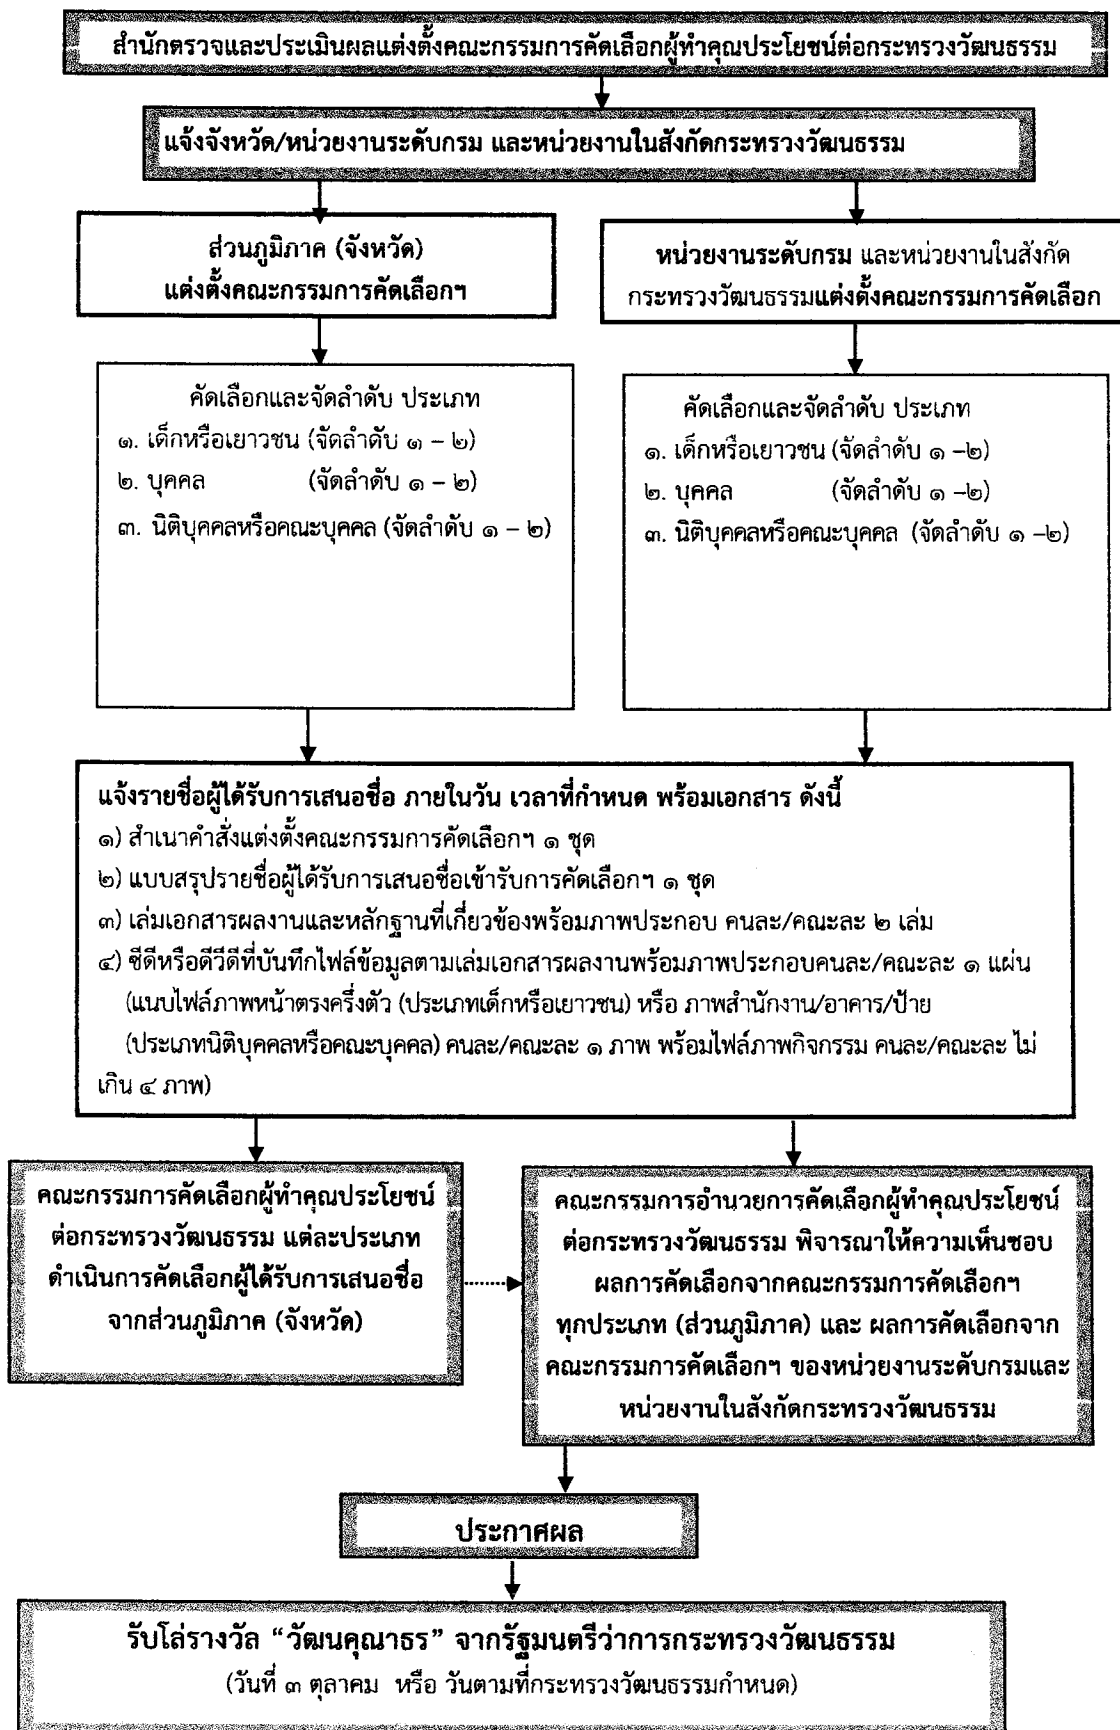 สำนักตรวจและประเมินผลแต่งตั้งคณะกรรมการคัดเลือกผู้ทำคุณประโยชน์ต่อกระทรวงวัฒนธรรม
แจ้งจังหวัด/หน่วยงานระดับกรม และหน่วยงานในสังกัดกระทรวงวัฒนธรรม
ส่วนภูมิภาค (จังหวัด)
แต่งตั้งคณะกรรมการคัดเลือกฯ
หน่วยงานระดับกรม และหน่วยงานในสังกัด
กระทรวงวัฒนธรรมแต่งตั้งคณะกรรมการคัดเลือก
คัดเลือกและจัดลำดับ ประเภท
๑. เด็กหรือเยาวชน (จัดลำดับ ๑ – ๒)
๒. บุคคล (จัดลำดับ ๑ – ๒)
๓. นิติบุคคลหรือคณะบุคคล (จัดลำดับ ๑ – ๒)
คัดเลือกและจัดลำดับ ประเภท
๑. เด็กหรือเยาวชน (จัดลำดับ ๑ –๒)
๒. บุคคล (จัดลำดับ ๑ –๒)
๓. นิติบุคคลหรือคณะบุคคล (จัดลำดับ ๑ –๒)
แจ้งรายชื่อผู้ได้รับการเสนอชื่อ ภายในวัน เวลาที่กำหนด พร้อมเอกสาร ดังนี้
๑) สำเนาคำสั่งแต่งตั้งคณะกรรมการคัดเลือกฯ ๑ ชุด
๒) แบบสรุปรายชื่อผู้ได้รับการเสนอชื่อเข้ารับการคัดเลือกฯ ๑ ชุด
๓) เล่มเอกสารผลงานและหลักฐานที่เกี่ยวข้องพร้อมภาพประกอบ คนละ/คณะละ ๒ เล่ม
๔) ซีดีหรือดีวีดีที่บันทึกไฟล์ข้อมูลตามเล่มเอกสารผลงานพร้อมภาพประกอบคนละ/คณะละ ๑ แผ่น
(แนบไฟล์ภาพหน้าตรงครึ่งตัว (ประเภทเด็กหรือเยาวชน) หรือ ภาพสำนักงาน/อาคาร/ป้าย
(ประเภทนิติบุคคลหรือคณะบุคคล) คนละ/คณะละ ๑ ภาพ พร้อมไฟล์ภาพกิจกรรม คนละ/คณะละ ไม่
เกิน ๔ ภาพ)
คณะกรรมการคัดเลือกผู้ทำคุณประโยชน์
ต่อกระทรวงวัฒนธรรม แต่ละประเภท
ดำเนินการคัดเลือกผู้ได้รับการเสนอชื่อ
จากส่วนภูมิภาค (จังหวัด)
คณะกรรมการอำนวยการคัดเลือกผู้ทำคุณประโยชน์
ต่อกระทรวงวัฒนธรรม พิจารณาให้ความเห็นชอบ
ผลการคัดเลือกจากคณะกรรมการคัดเลือกฯ
ทุกประเภท (ส่วนภูมิภาค) และ ผลการคัดเลือกจาก
คณะกรรมการคัดเลือกฯ ของหน่วยงานระดับกรมและ
หน่วยงานในสังกัดกระทรวงวัฒนธรรม
ประกาศผล
รับโล่รางวัล “วัฒนคุณาธร” จากรัฐมนตรีว่าการกระทรวงวัฒนธรรม
(วันที่ ๓ ตุลาคม หรือ วันตามที่กระทรวงวัฒนธรรมกำหนด)